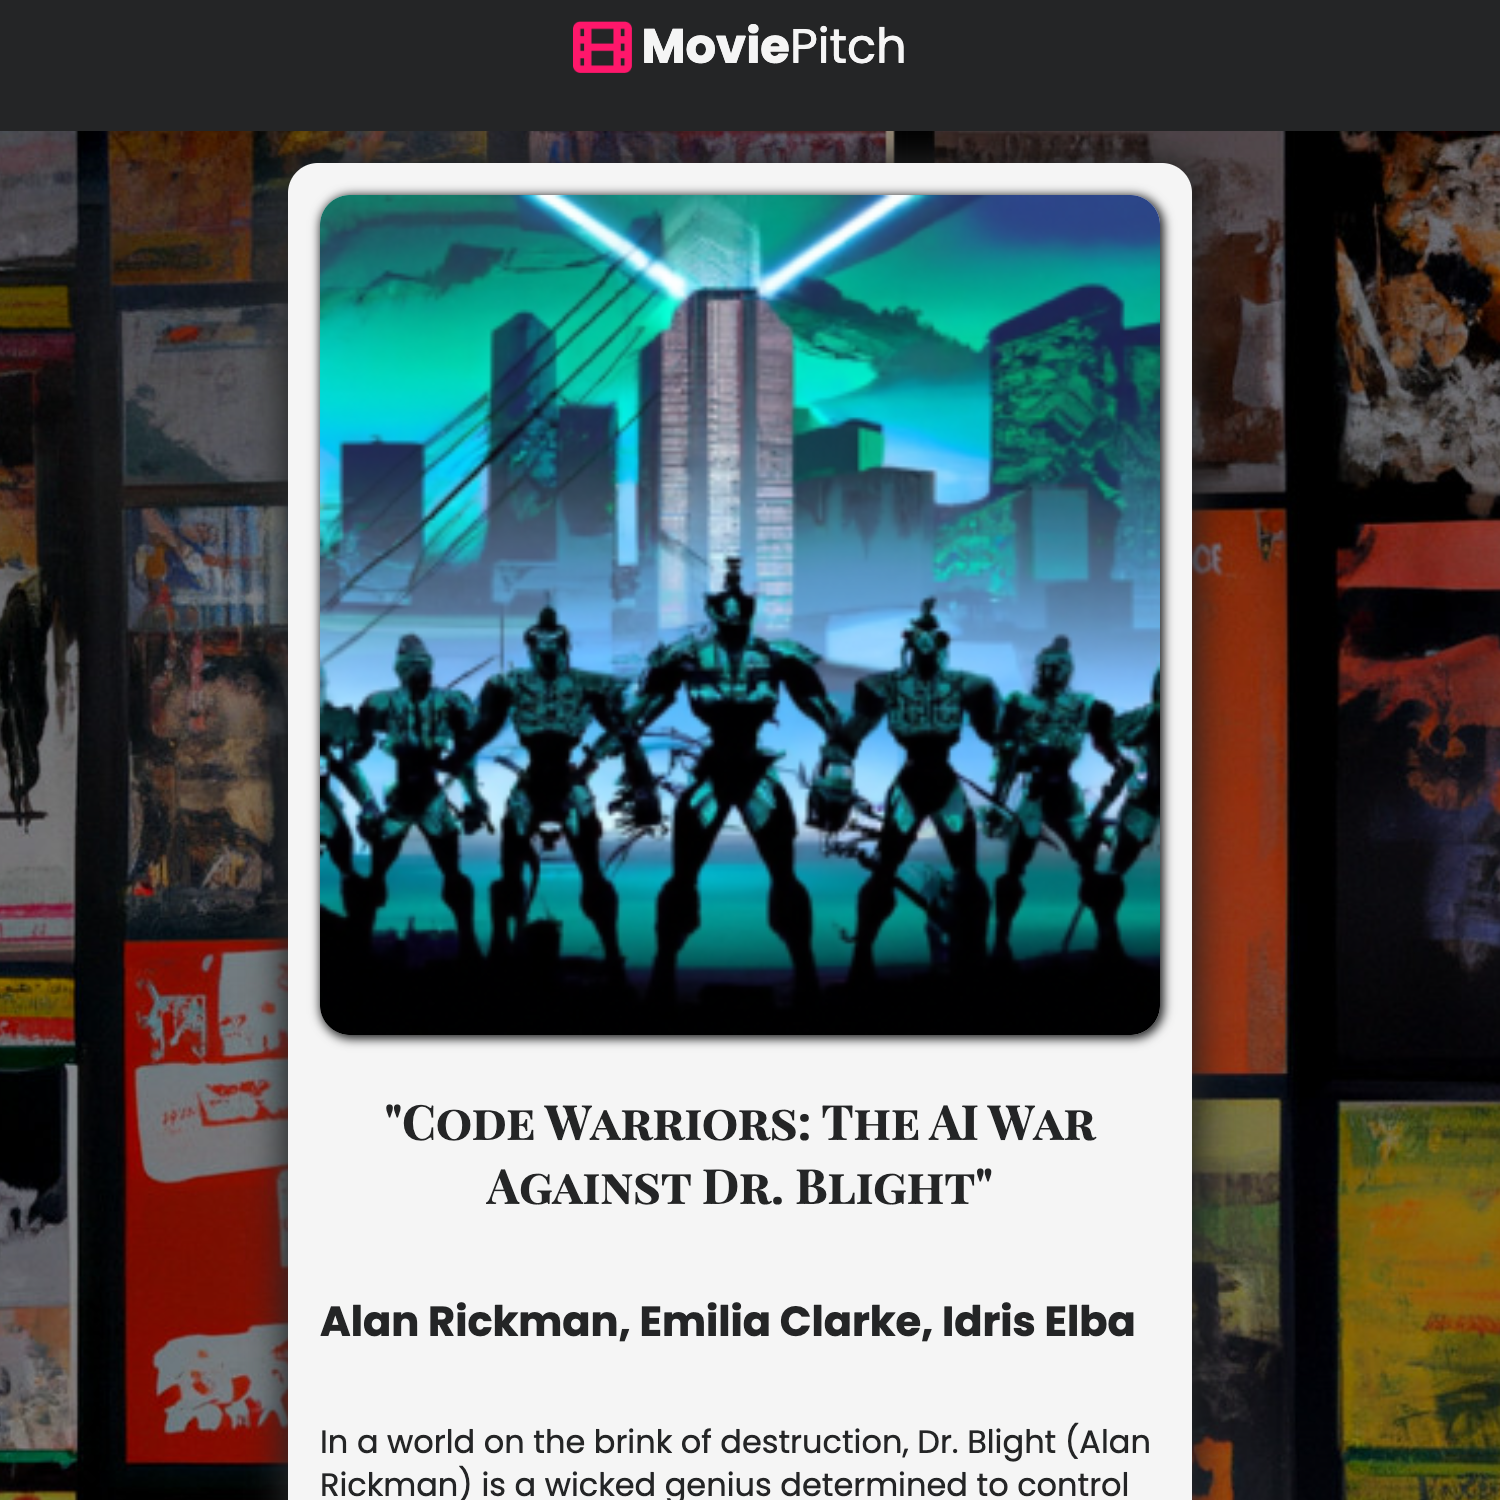 MoviePitch
"Code Warriors: The AI War
Against Dr. Blight"
Alan Rickman, Emilia Clarke, Idris Elba
In a world on the brink of destruction, Dr. Blight (Alan
Rickman) is a wicked genius determined to control